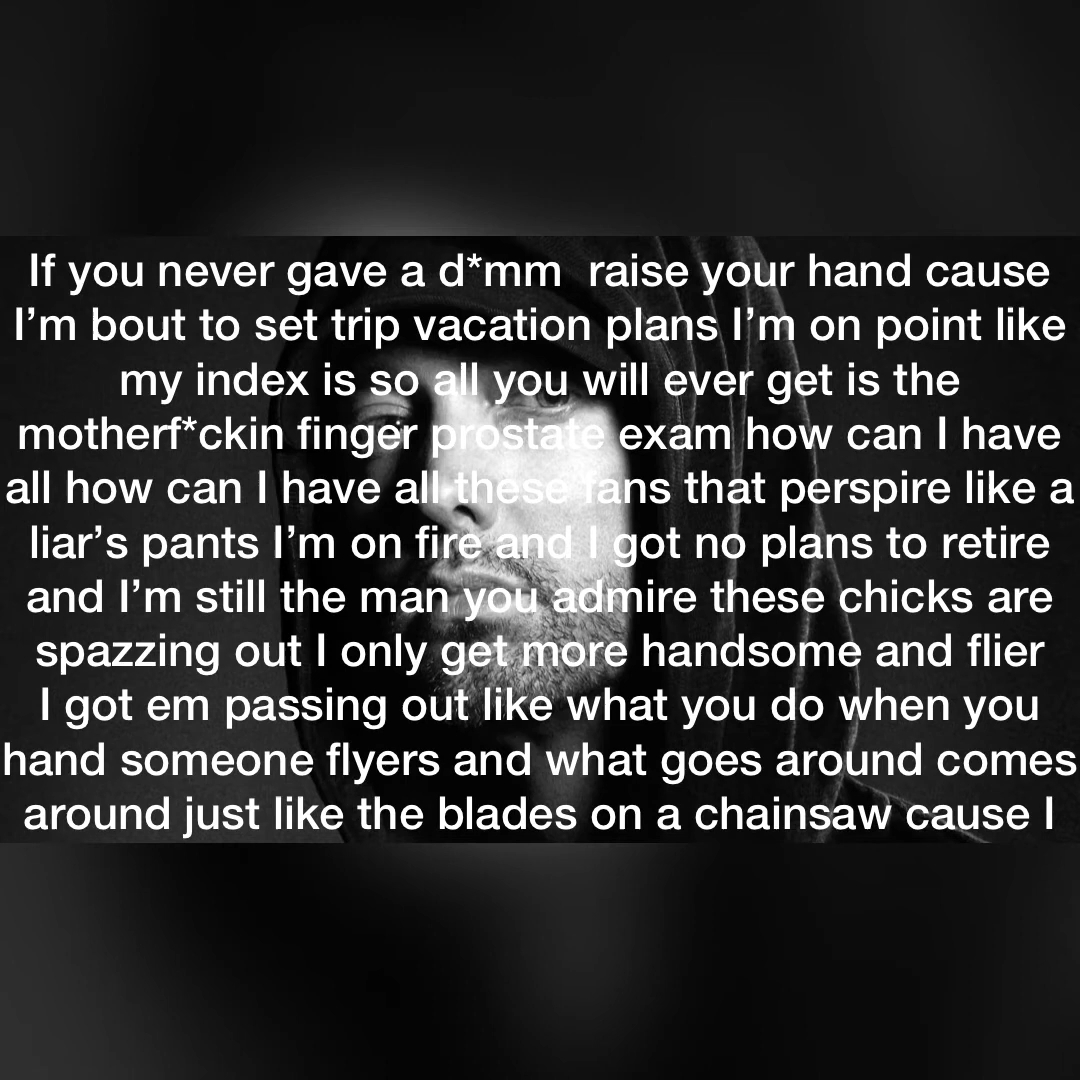 If you never gave a d*mm  raise your hand cause
I’m bout to set trip vacation plans I’m on point like
my index is so all you will ever get is the
motherf*ckin finger prostate exam how can I have
all how can I have all these fans that perspire like a
liar’s pants I’m on fire and I got no plans to retire
and I’m still the man you admire these chicks are
spazzing out I only get more handsome and flier
I got em passing out like what you do when you
hand someone flyers and what goes around comes
around just like the blades on a chainsaw cause I